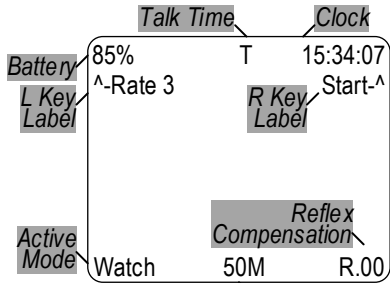 Talk Time
Clock
Battery
85%
T
15:34:07
L Key
Label
^-Rate 3
R Key
Label
Start-^
Reflex
Compensation
Active
Mode
Watch
50M
R.00